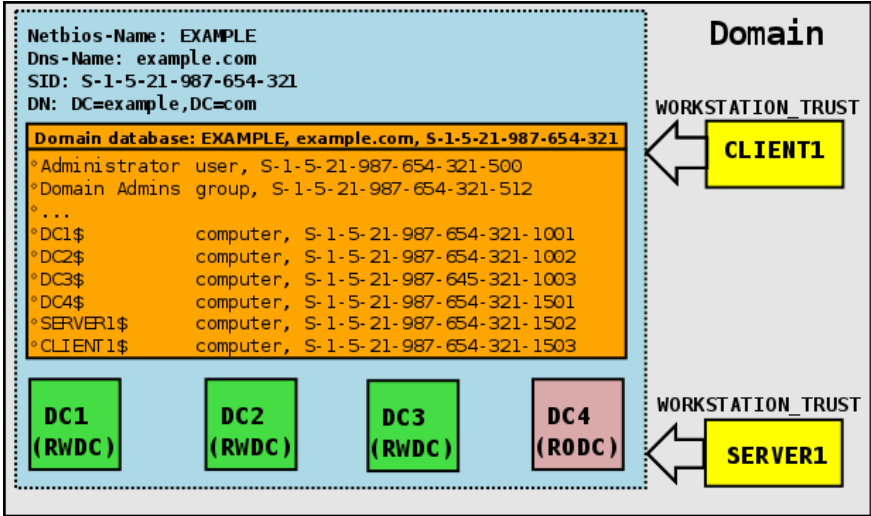 Domain
Netbios-Name: EXAMPLE
Dns-Name: example.com
SID: S-1-5-21-987-654-321
DN: DC=example,DC=com
Domain database: EXAMPLE, example.com, S-1-5-21-987-654-321
°Administrator user, S-1-5-21-987-654-321-500
°Domain Admins group, S-1-5-21-987-654-321-512
°...
°DC1$ computer, S-1-5-21-987-654-321-1001
°DC2$ computer, S-1-5-21-987-654-321-1002
°DC3$ computer, S-1-5-21-987-645-321-1003
°DC4$ computer, S-1-5-21-987-654-321-1501
°SERVER1$ computer, S-1-5-21-987-654-321-1502
°CLIENT1$ computer, S-1-5-21-987-654-321-1503
WORKSTATION_TRUST
CLIENT1
DC1
(RWDC)
DC2
(RWDC)
DC3
(RWDC)
DC4
(RODC)
WORKSTATION_TRUST
SERVER1